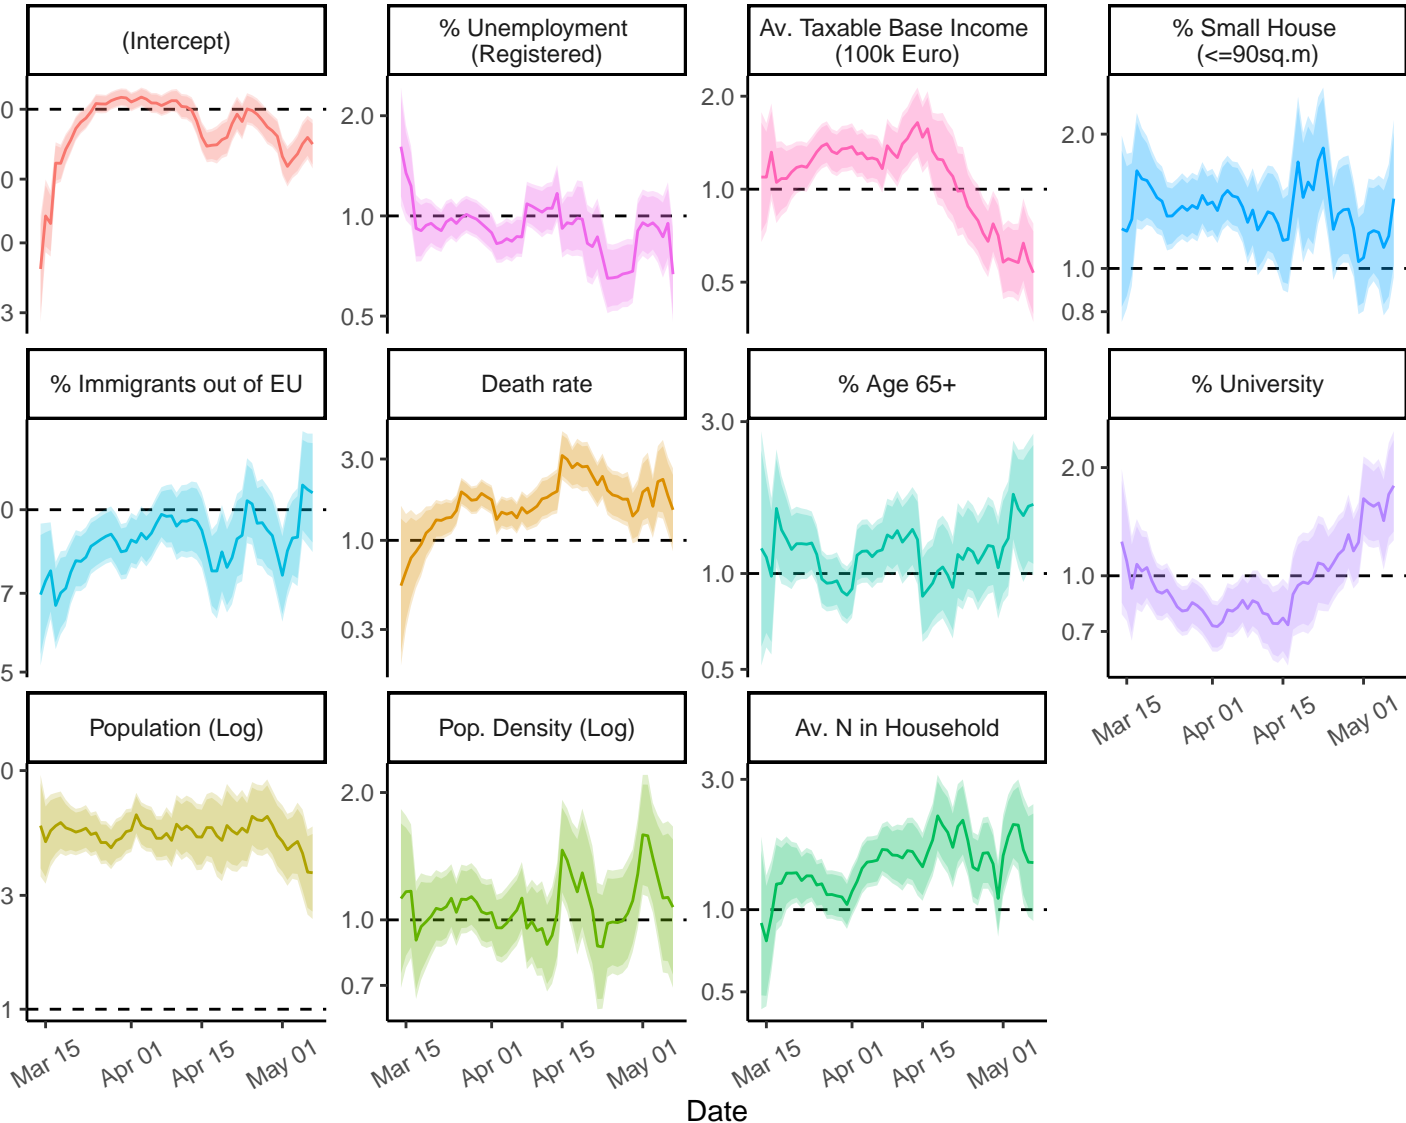 (Intercept)
% Unemployment
(Registered)
Av. Taxable Base Income
(100k Euro)
% Small House
(<=90sq.m)
0
0
0
3
2.0
1.0
0.5
2.0
1.0
0.5
2.0
1.0
0.8
% Immigrants out of EU
Death rate
% Age 65+
% University
0
7
5
3.0
1.0
0.3
3.0
1.0
0.5
2.0
1.0
0.7
Mar 15
Apr 01
Apr 15
May 01
Population (Log)
Pop. Density (Log)
Av. N in Household
0
3
1
2.0
1.0
0.7
3.0
1.0
0.5
Mar 15
Apr 01
Apr 15
May 01
Mar 15
Apr 01
Apr 15
May 01
Mar 15
Apr 01
Apr 15
May 01
Date